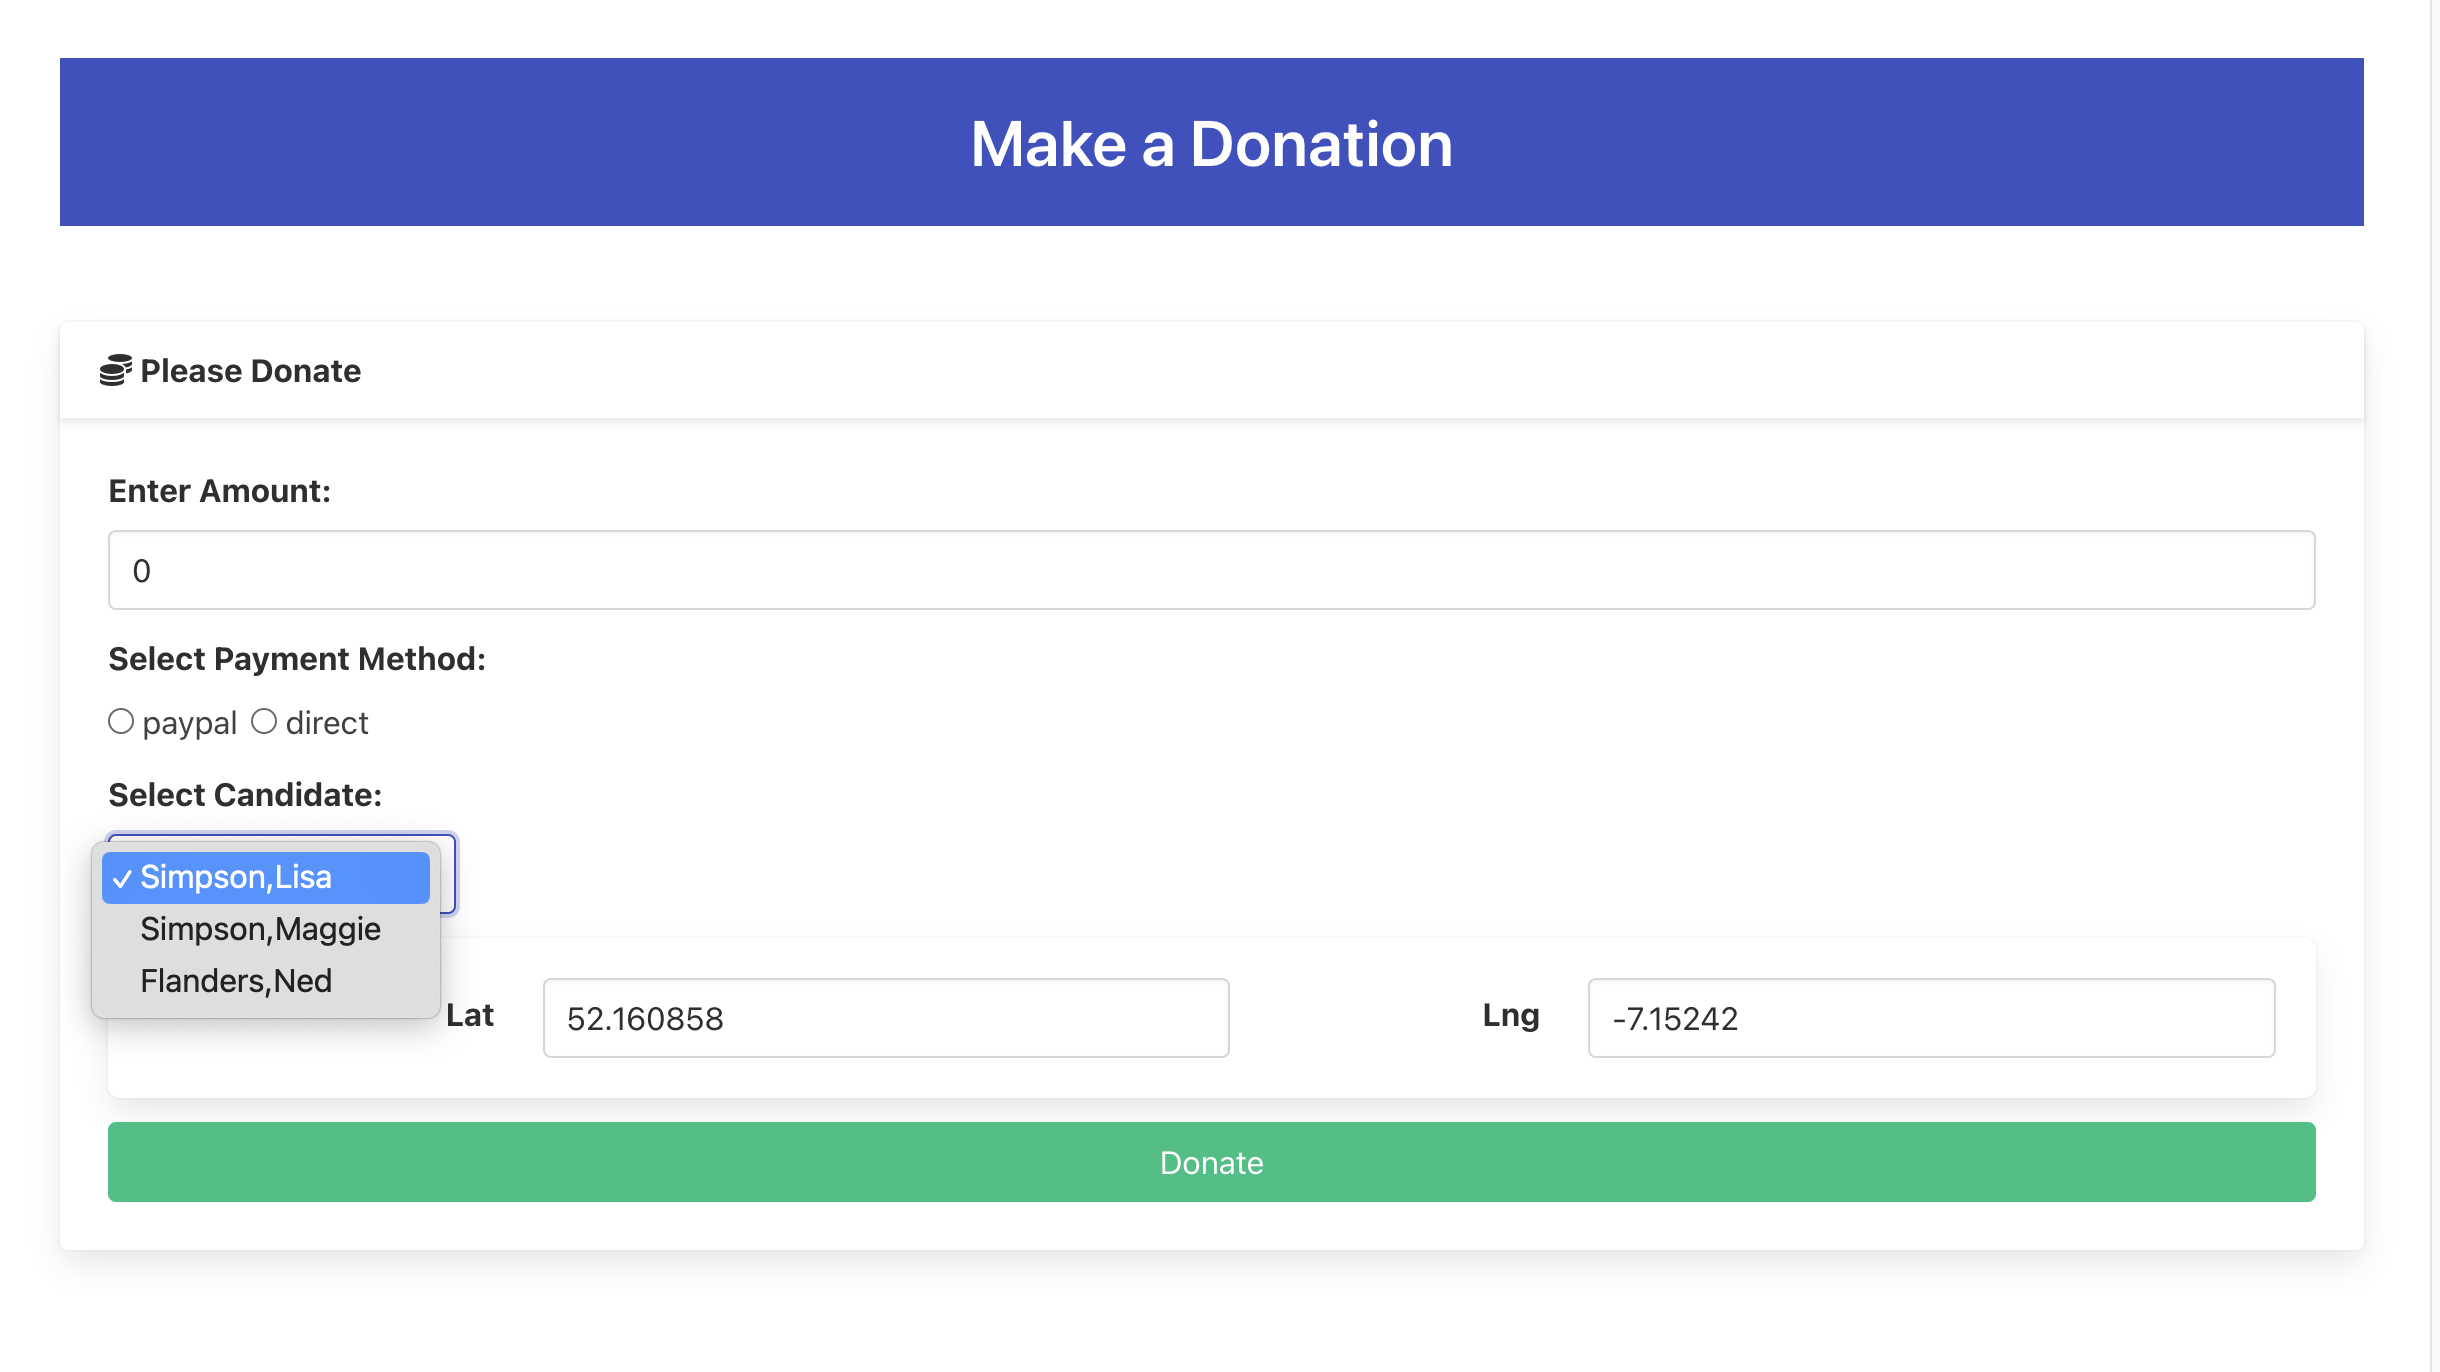 Make a Donation
Please Donate
Enter Amount:
0
Select Payment Method:
paypal direct
Select Candidate:
Simpson,Lisa
Simpson,Maggie
Flanders,Ned
Lat 52.160858 Lng -7.15242
Donate